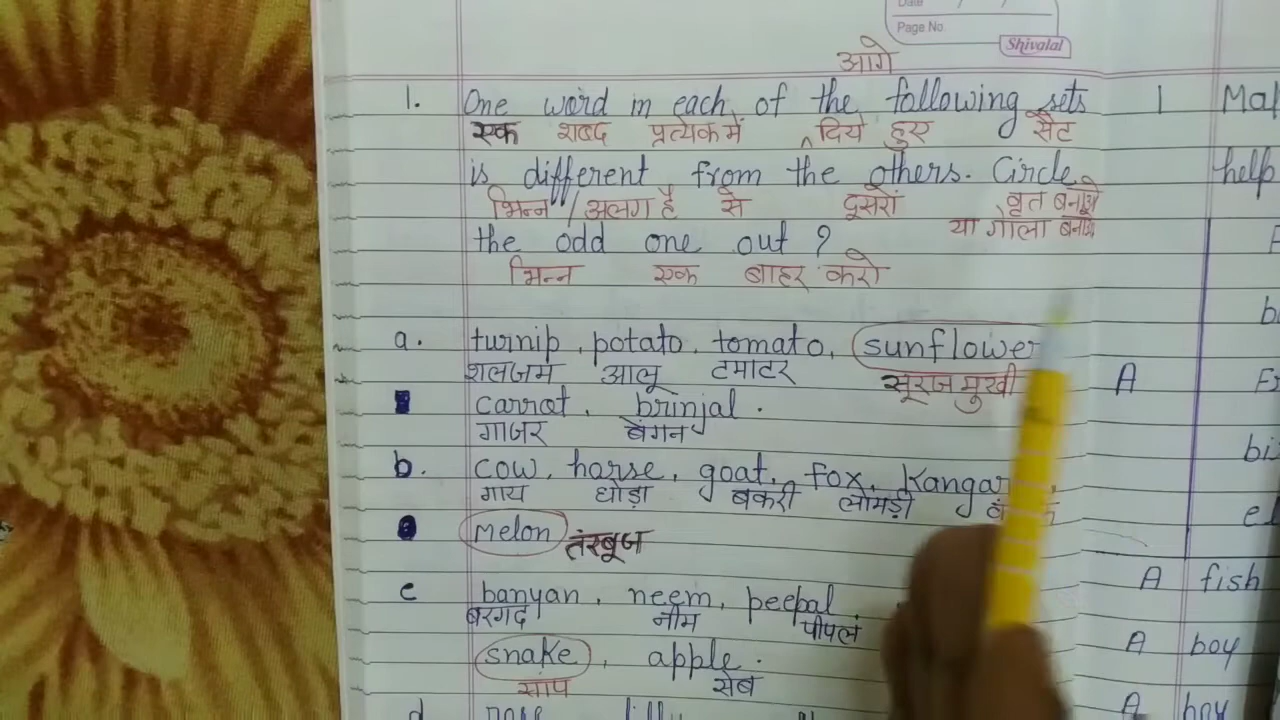 Date / /
Page No.
Shivalal
आगे
1. One word in each of the following sets
एक शब्द प्रत्येक में ^ दिये हुए सैट
is different from the others. Circle
भिन्न / अलग है से दूसरों वृत बनाओ
या गोला बनाओ
the odd one out ?
भिन्न एक बाहर करो
a. turnip, potato, tomato, sunflower
शलजम आलू टमाटर सूरजमुखी
carrot, brinjal.
गाजर बैंगन
b. cow, horse, goat, fox,
गाय घोड़ा बकरी लोमड़ी
melon तरबूज
c banyan, neem, peepal,
बरगद नीम पीपल
snake, apple.
सांप सेब
d
1
help
A
A fish
A boy
A boy